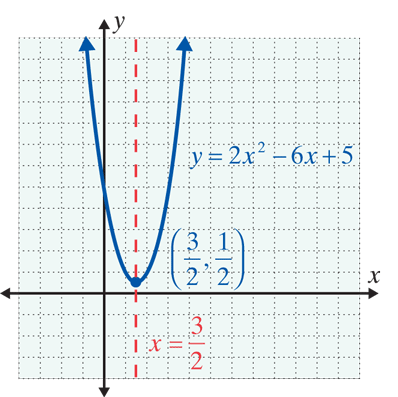 y
y = 2x² − 6x + 5
(3/2, 1/2)
x
x = 3/2